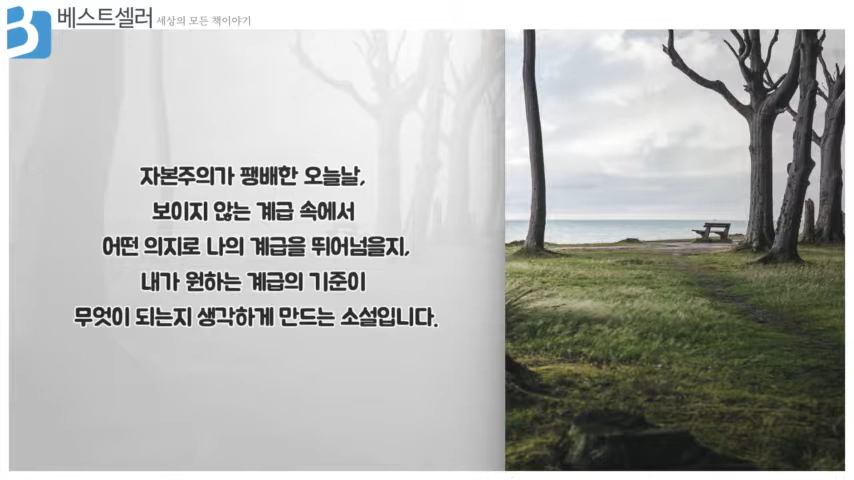 베스트셀러 세상의 모든 책이야기
자본주의가 팽배한 오늘날,
보이지 않는 계급 속에서
어떤 의지로 나의 계급을 뛰어넘을지,
내가 원하는 계급의 기준이
무엇이 되는지 생각하게 만드는 소설입니다.